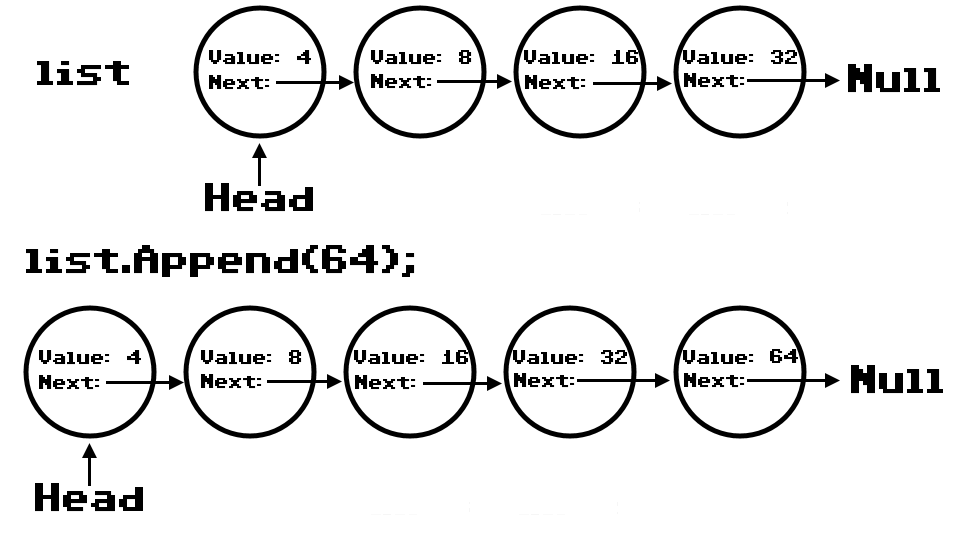 list
Value: 4
Next:
Value: 8
Next:
Value: 16
Next:
Value: 32
Next:
Null
Head
list.Append(64);
Value: 4
Next:
Value: 8
Next:
Value: 16
Next:
Value: 32
Next:
Value: 64
Next:
Null
Head